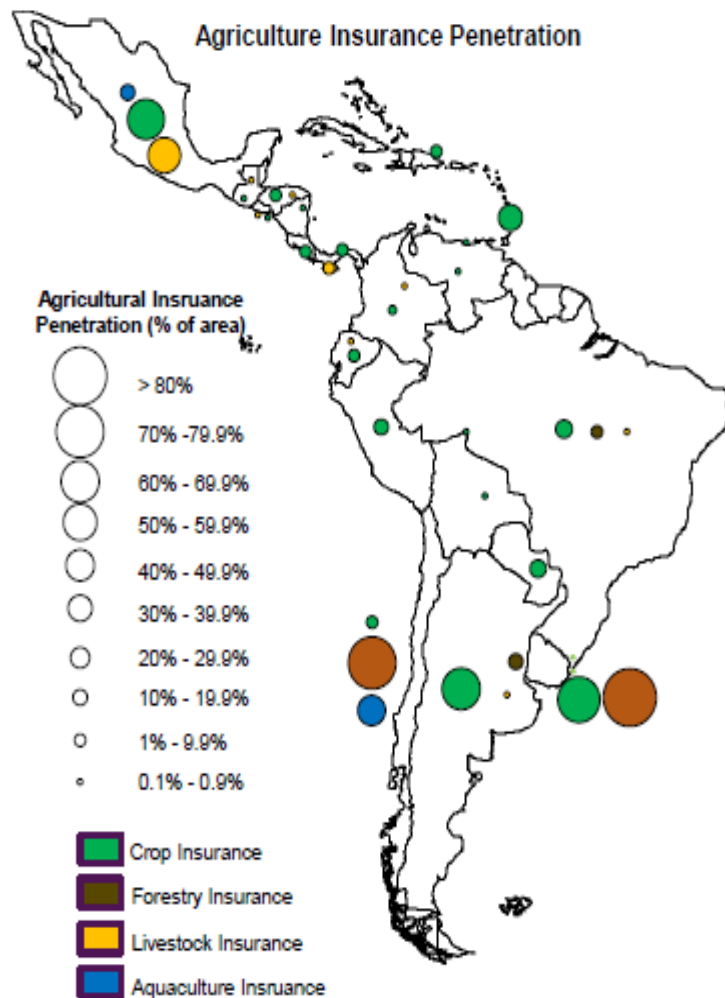 Agriculture Insurance Penetration
Agricultural Insruance
Penetration (% of area)
> 80%
70% -79.9%
60% - 69.9%
50% - 59.9%
40% - 49.9%
30% - 39.9%
20% - 29.9%
10% - 19.9%
1% - 9.9%
0.1% - 0.9%
Crop Insurance
Forestry Insurance
Livestock Insurance
Aquaculture Insruance